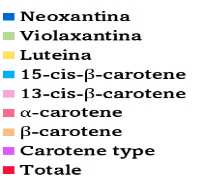 Neoxantina
Violaxantina
Luteina
15-cis-β-carotene
13-cis-β-carotene
α-carotene
β-carotene
Carotene type
Totale